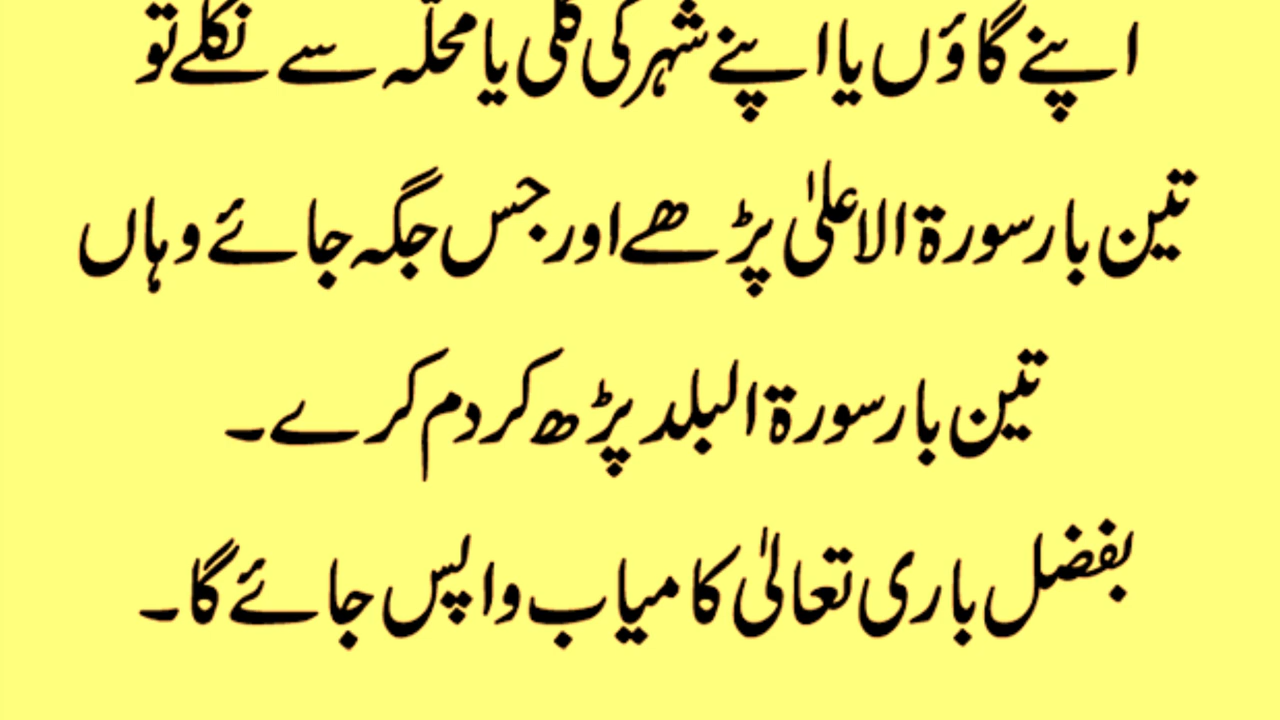 اپنے گاؤں یا اپنے شہر کی گلی یا محلّہ سے نکلے تو
تین بار سورۃ الاعلیٰ پڑھے اور جس جگہ جائے وہاں
تین بار سورۃ البلد پڑھ کر دم کرے۔
بفضل باری تعالیٰ کامیاب واپس جائے گا۔